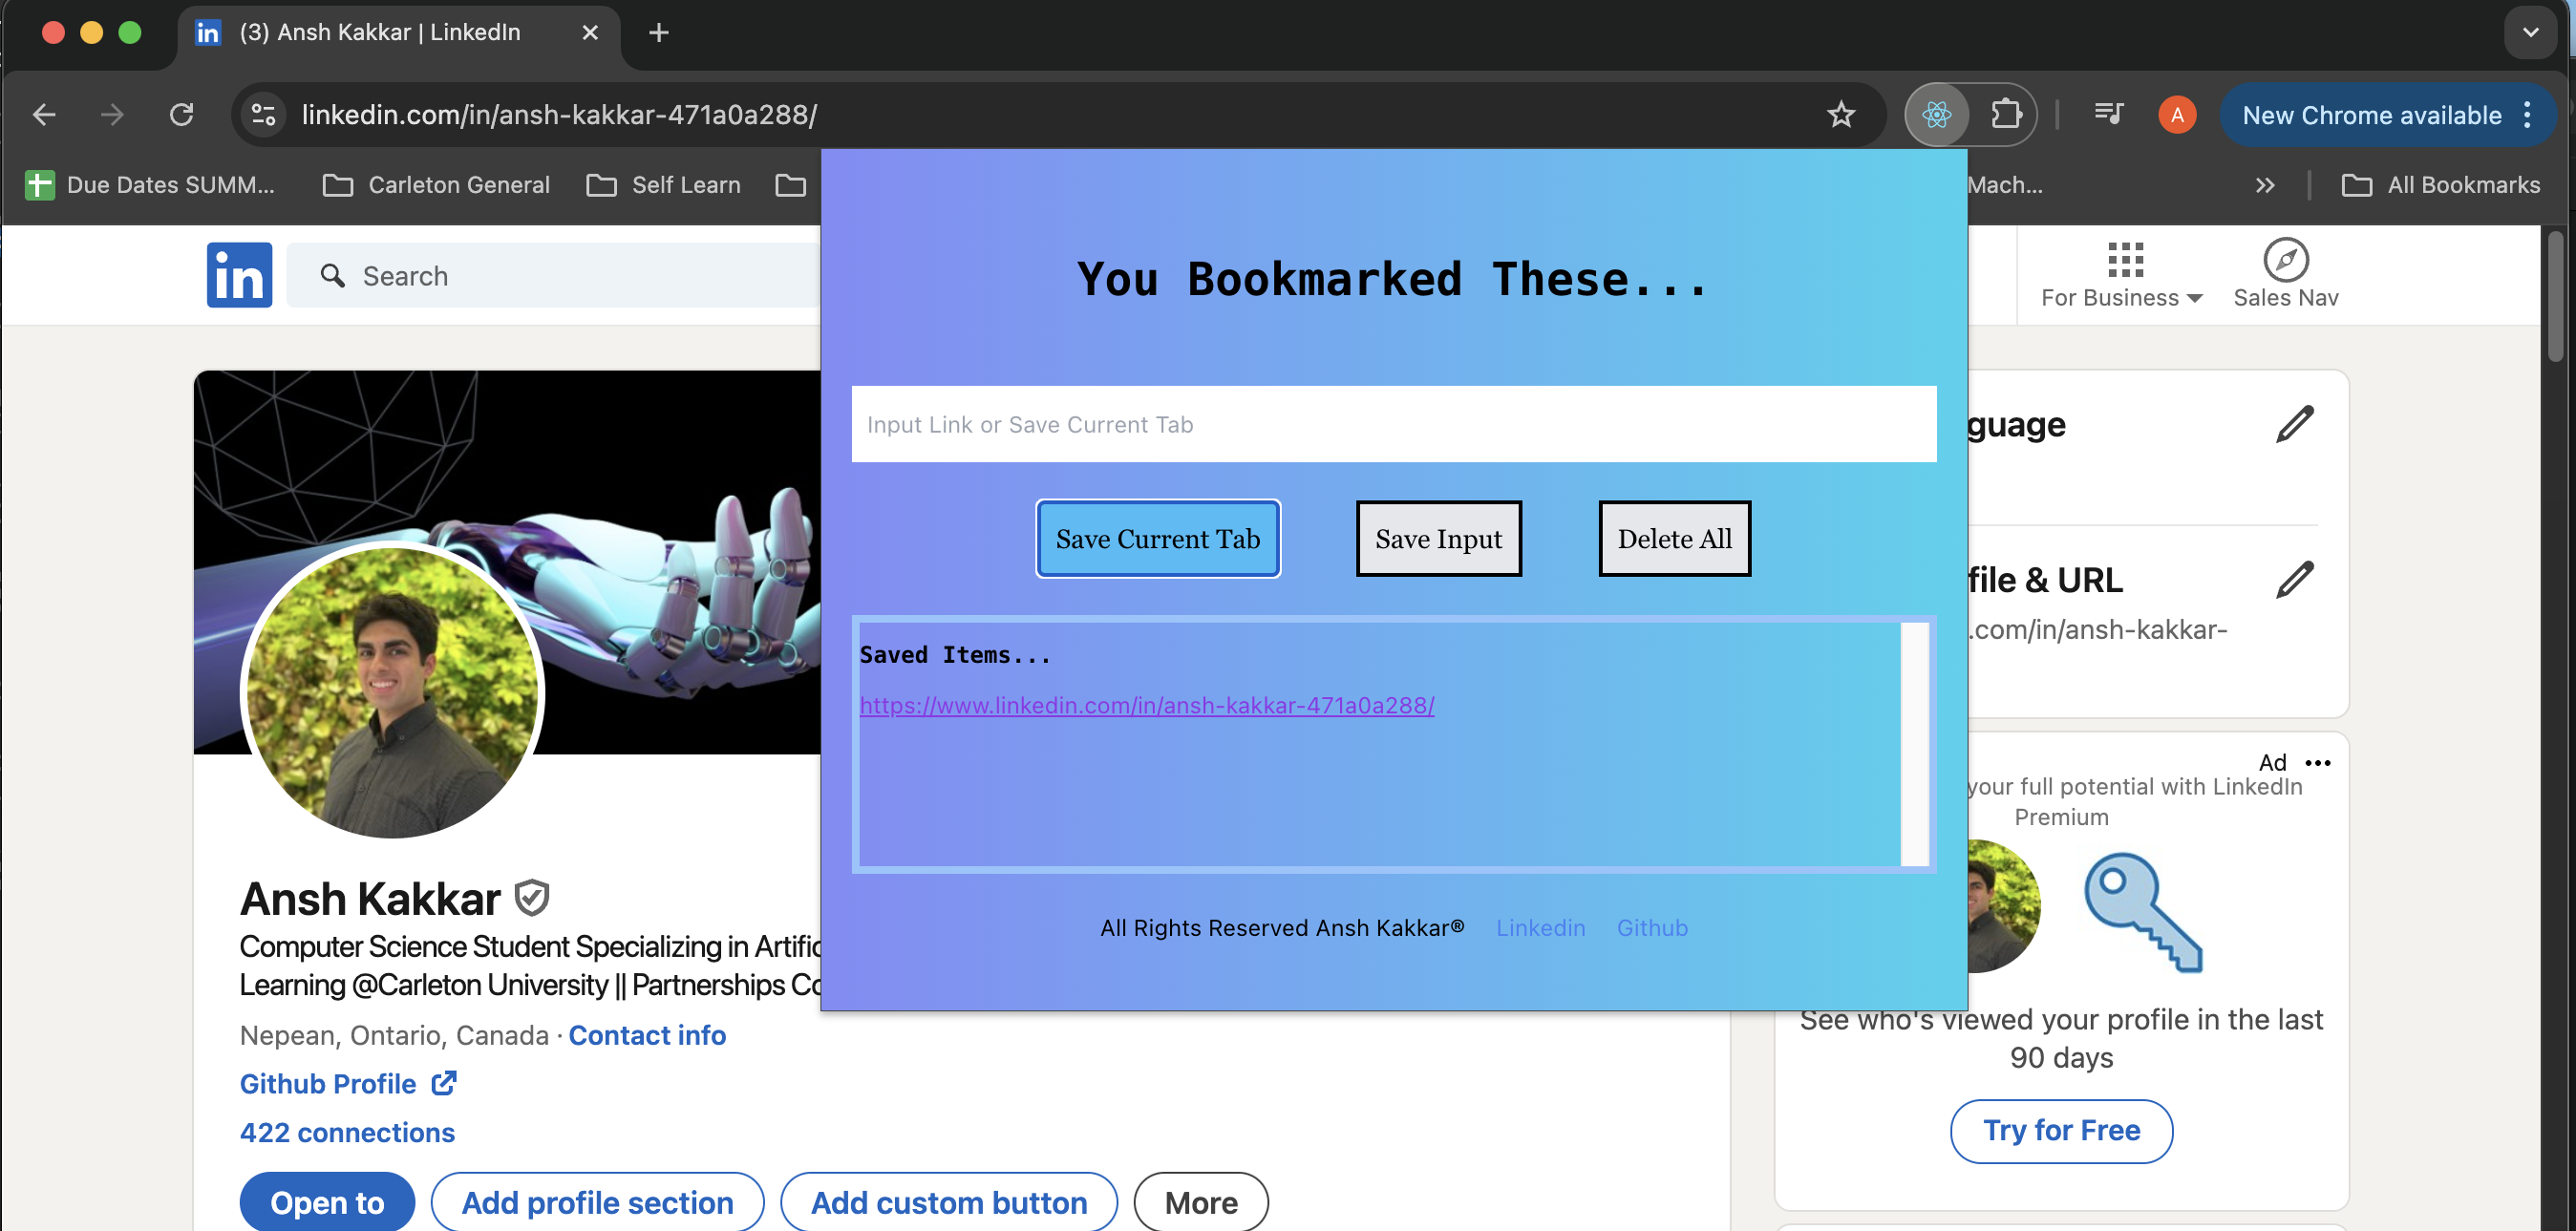 (3) Ansh Kakkar | LinkedIn
linkedin.com/in/ansh-kakkar-471a0a288/
A
New Chrome available
Due Dates SUMM...
Carleton General
Self Learn
Mach...
All Bookmarks
in
Search
For Business
Sales Nav
You Bookmarked These...
Input Link or Save Current Tab
Save Current Tab
Save Input
Delete All
Saved Items...
https://www.linkedin.com/in/ansh-kakkar-471a0a288/
All Rights Reserved Ansh Kakkar®
Linkedin
Github
guage
file & URL
.com/in/ansh-kakkar-
Ad
your full potential with LinkedIn
Premium
See who's viewed your profile in the last
90 days
Try for Free
Ansh Kakkar
Computer Science Student Specializing in Artific
Learning @Carleton University || Partnerships Co
Nepean, Ontario, Canada · Contact info
Github Profile
422 connections
Open to
Add profile section
Add custom button
More